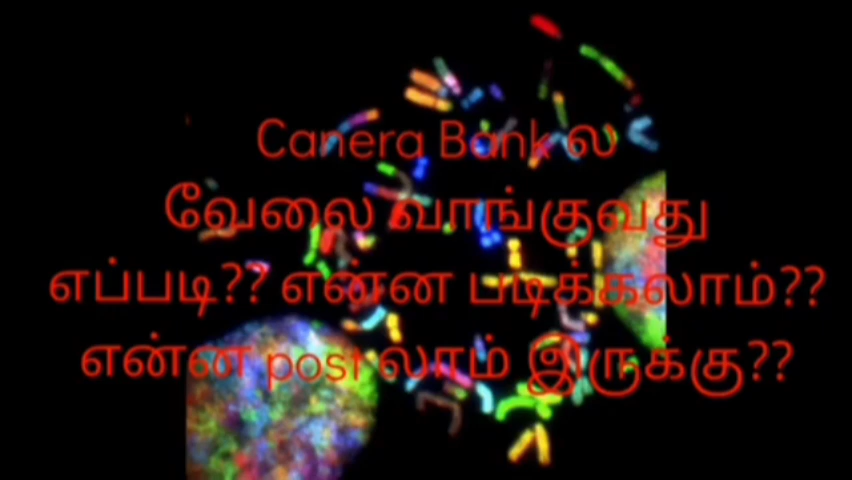 Canera Bank ல
வேலை வாங்குவது
எப்படி?? என்ன படிக்கலாம்??
என்ன post லாம் இருக்கு??